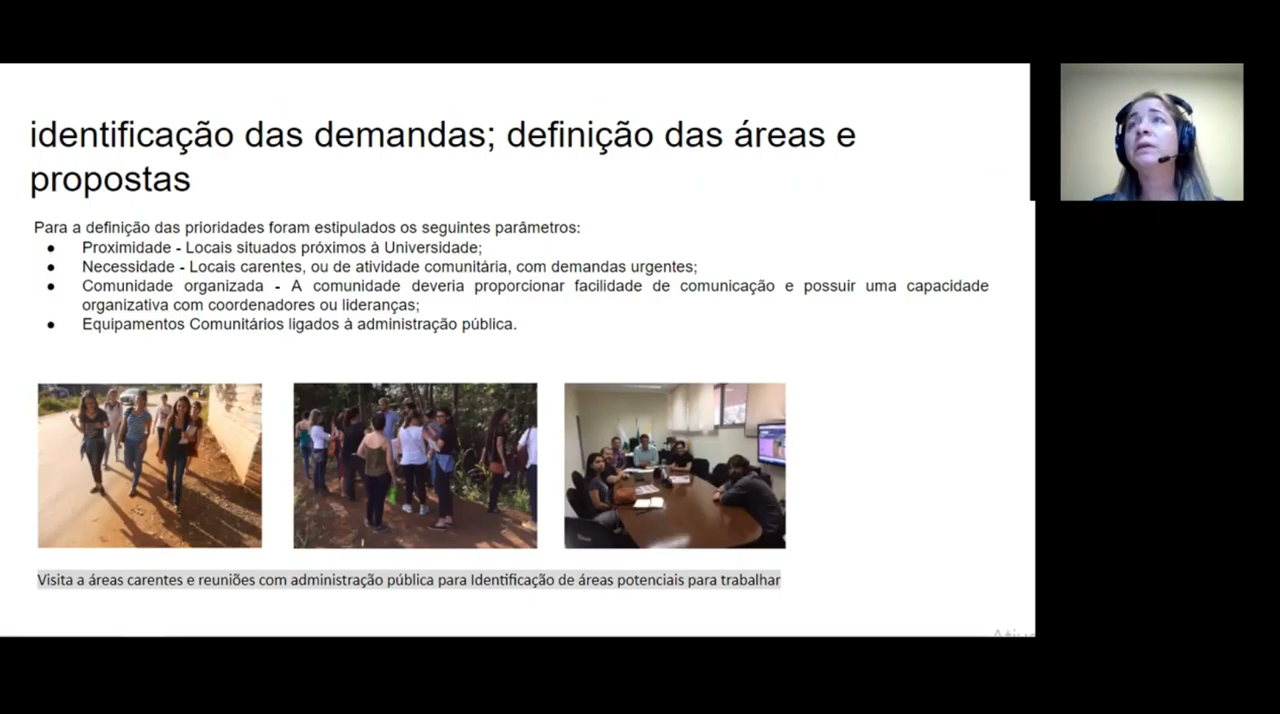 identificação das demandas; definição das áreas e
propostas
Para a definição das prioridades foram estipulados os seguintes parâmetros:
● Proximidade - Locais situados próximos à Universidade;
● Necessidade - Locais carentes, ou de atividade comunitária, com demandas urgentes;
● Comunidade organizada - A comunidade deveria proporcionar facilidade de comunicação e possuir uma capacidade
organizativa com coordenadores ou lideranças;
● Equipamentos Comunitários ligados à administração pública.
Visita a áreas carentes e reuniões com administração pública para Identificação de áreas potenciais para trabalhar